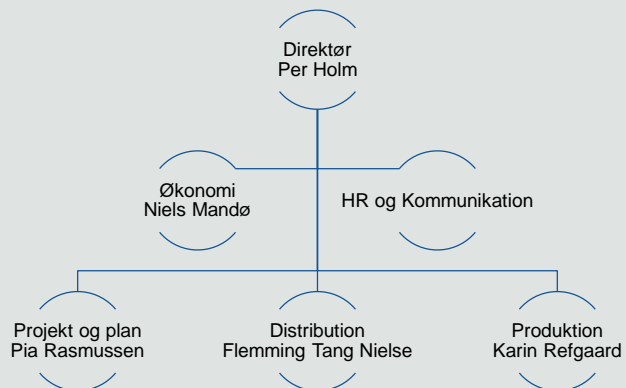 Direktør
Per Holm
Økonomi
Niels Mandø
HR og Kommunikation
Projekt og plan
Pia Rasmussen
Distribution
Flemming Tang Nielse
Produktion
Karin Refgaard